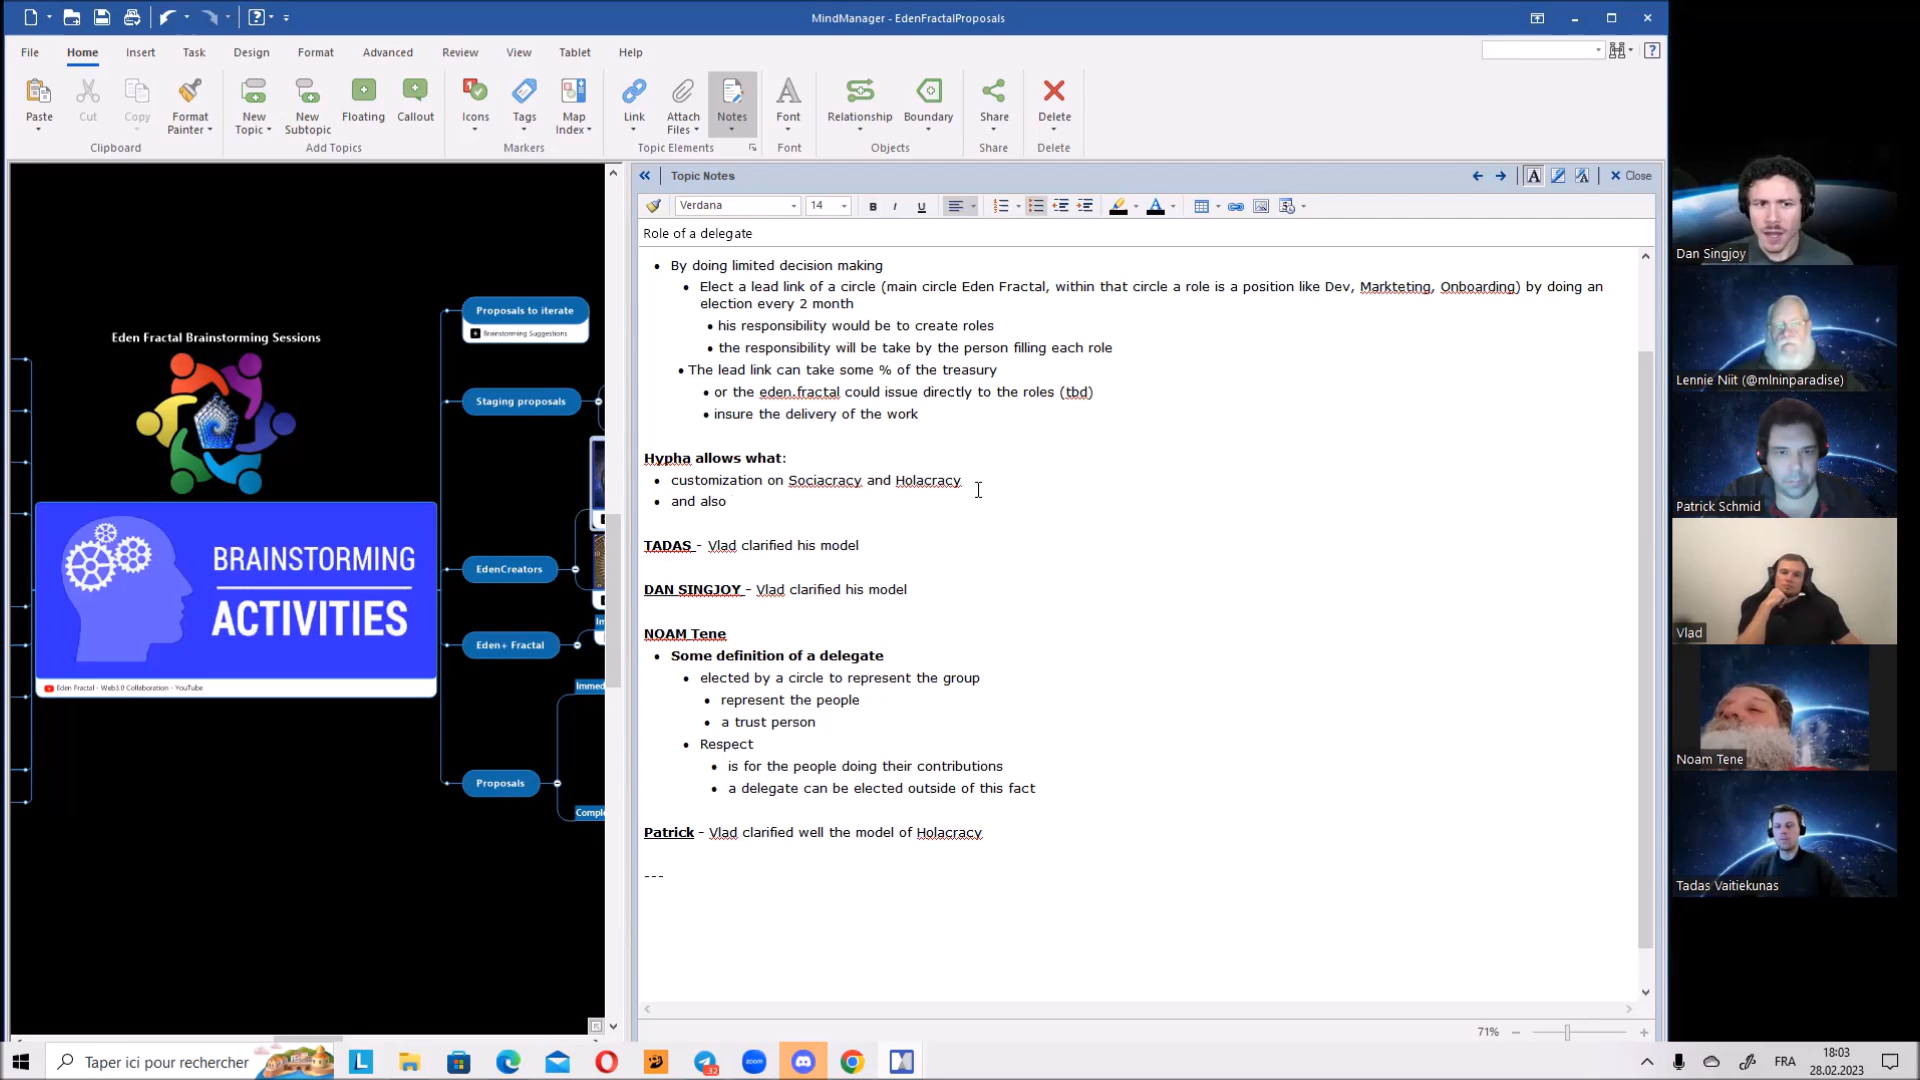 MindManager - EdenFractalProposals
File Home Insert Task Design Format Advanced Review View Tablet Help
Paste Cut Copy Format Painter New Topic New Subtopic Floating Callout Icons Tags Map Index Link Attach Files Notes Font Relationship Boundary Share Delete
Clipboard Add Topics Markers Topic Elements Font Objects Share Delete
Topic Notes
Close
Verdana 14 B I U
Role of a delegate
• By doing limited decision making
• Elect a lead link of a circle (main circle Eden Fractal, within that circle a role is a position like Dev, Markteting, Onboarding) by doing an
election every 2 month
• his responsibility would be to create roles
• the responsibility will be take by the person filling each role
• The lead link can take some % of the treasury
• or the eden.fractal could issue directly to the roles (tbd)
• insure the delivery of the work
Hypha allows what:
• customization on Sociacracy and Holacracy
• and also
TADAS - Vlad clarified his model
DAN SINGJOY - Vlad clarified his model
NOAM Tene
• Some definition of a delegate
• elected by a circle to represent the group
• represent the people
• a trust person
• Respect
• is for the people doing their contributions
• a delegate can be elected outside of this fact
Patrick - Vlad clarified well the model of Holacracy
---
71%
Eden Fractal Brainstorming Sessions
BRAINSTORMING
ACTIVITIES
Eden Fractal - Web3.0 Collaboration - YouTube
Proposals to iterate
Brainstorming Suggestions
Staging proposals
EdenCreators
Eden+ Fractal
Proposals
Immed
Comple
Dan Singjoy
Lennie Niit (@mlninparadise)
Patrick Schmid
Vlad
Noam Tene
Tadas Vaitiekunas
Taper ici pour rechercher
L
32
zoom
FRA
18:03
28.02.2023